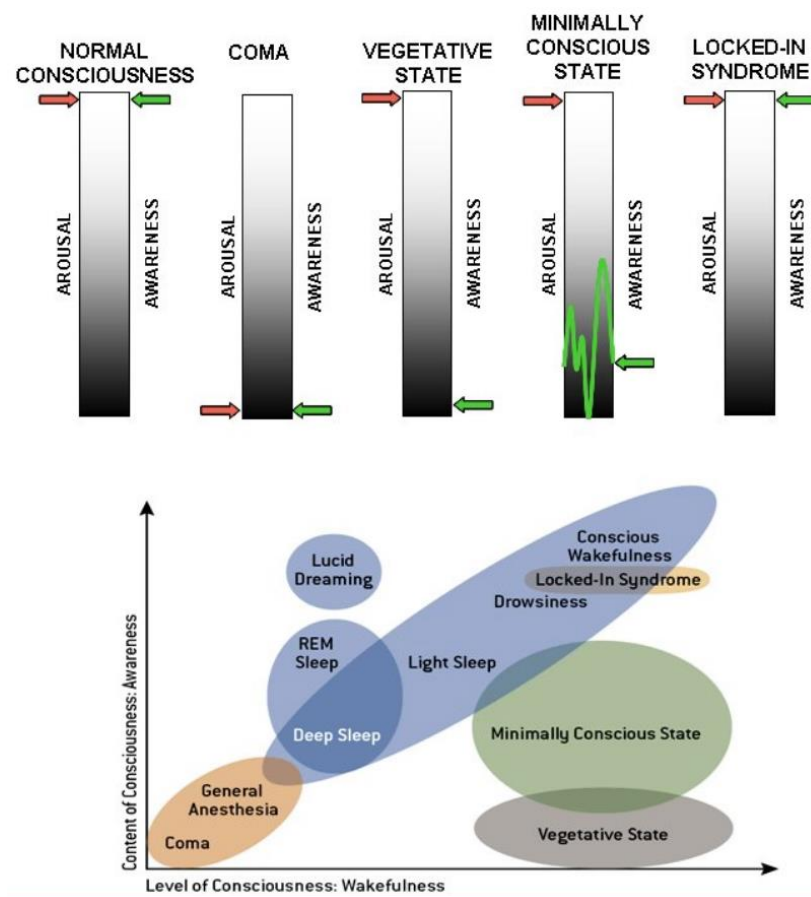 NORMAL
CONSCIOUSNESS
COMA
VEGETATIVE
STATE
MINIMALLY
CONSCIOUS
STATE
LOCKED-IN
SYNDROME
AROUSAL
AWARENESS
AROUSAL
AWARENESS
AROUSAL
AWARENESS
AROUSAL
AWARENESS
AROUSAL
AWARENESS
Content of Consciousness: Awareness
Lucid
Dreaming
Conscious
Wakefulness
Locked-In Syndrome
Drowsiness
REM
Sleep
Light Sleep
Deep Sleep
Minimally Conscious State
General
Anesthesia
Coma
Vegetative State
Level of Consciousness: Wakefulness